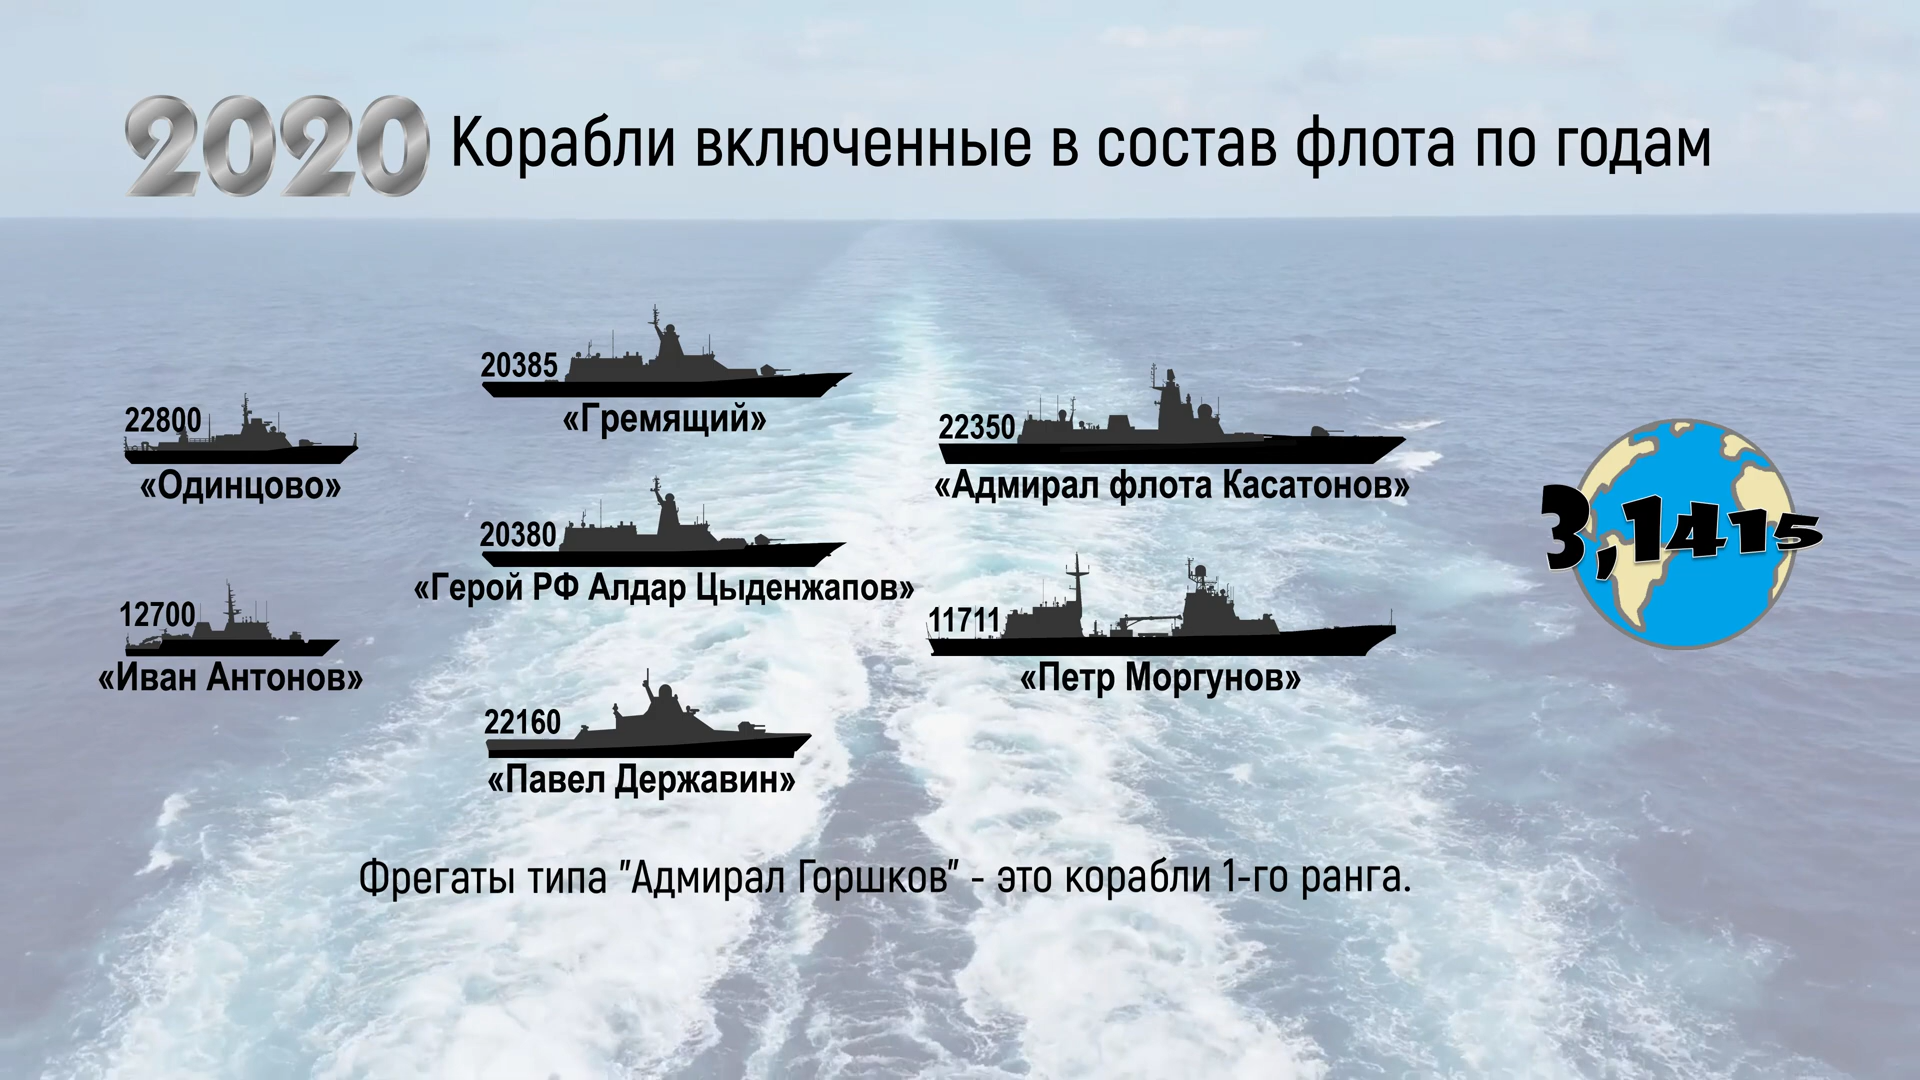 2020 Корабли включенные в состав флота по годам
22800
«Одинцово»
12700
«Иван Антонов»
20385
«Гремящий»
20380
«Герой РФ Алдар Цыденжапов»
22160
«Павел Державин»
22350
«Адмирал флота Касатонов»
11711
«Петр Моргунов»
3,1415
Фрегаты типа "Адмирал Горшков" - это корабли 1-го ранга.